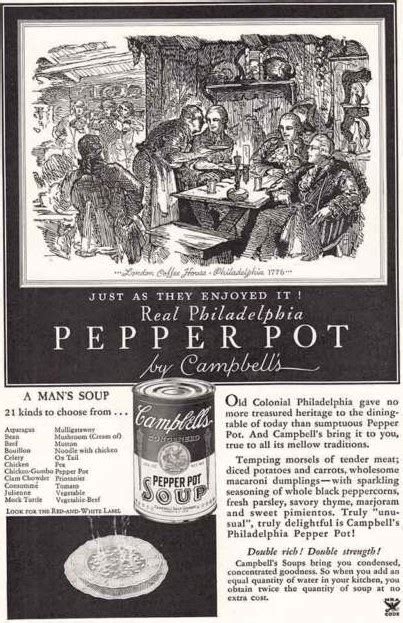 ···London Coffee House · Philadelphia 1776···
JUST AS THEY ENJOYED IT!
Real Philadelphia
PEPPER POT
by Campbell's
A MAN'S SOUP
21 kinds to choose from . . .
Asparagus
Bean
Beef
Bouillon
Celery
Chicken
Chicken-Gumbo
Clam Chowder
Consommé
Julienne
Mock Turtle
Mulligatawny
Mushroom (Cream of)
Mutton
Noodle with chicken
Ox Tail
Pea
Pepper Pot
Printanier
Tomato
Vegetable
Vegetable-Beef
LOOK FOR THE RED-AND-WHITE LABEL
Campbell's
CONDENSED
PEPPER POT
SOUP
Old Colonial Philadelphia gave no
more treasured heritage to the dining-
table of today than sumptuous Pepper
Pot. And Campbell's bring it to you,
true to all its mellow traditions.
Tempting morsels of tender meat;
diced potatoes and carrots, wholesome
macaroni dumplings—with sparkling
seasoning of whole black peppercorns,
fresh parsley, savory thyme, marjoram
and sweet pimientos. Truly "unu-
sual", truly delightful is Campbell's
Philadelphia Pepper Pot!
Double rich! Double strength!
Campbell's Soups bring you condensed,
concentrated goodness. So when you add an
equal quantity of water in your kitchen, you
obtain twice the quantity of soup at no
extra cost.
NRA
CODE